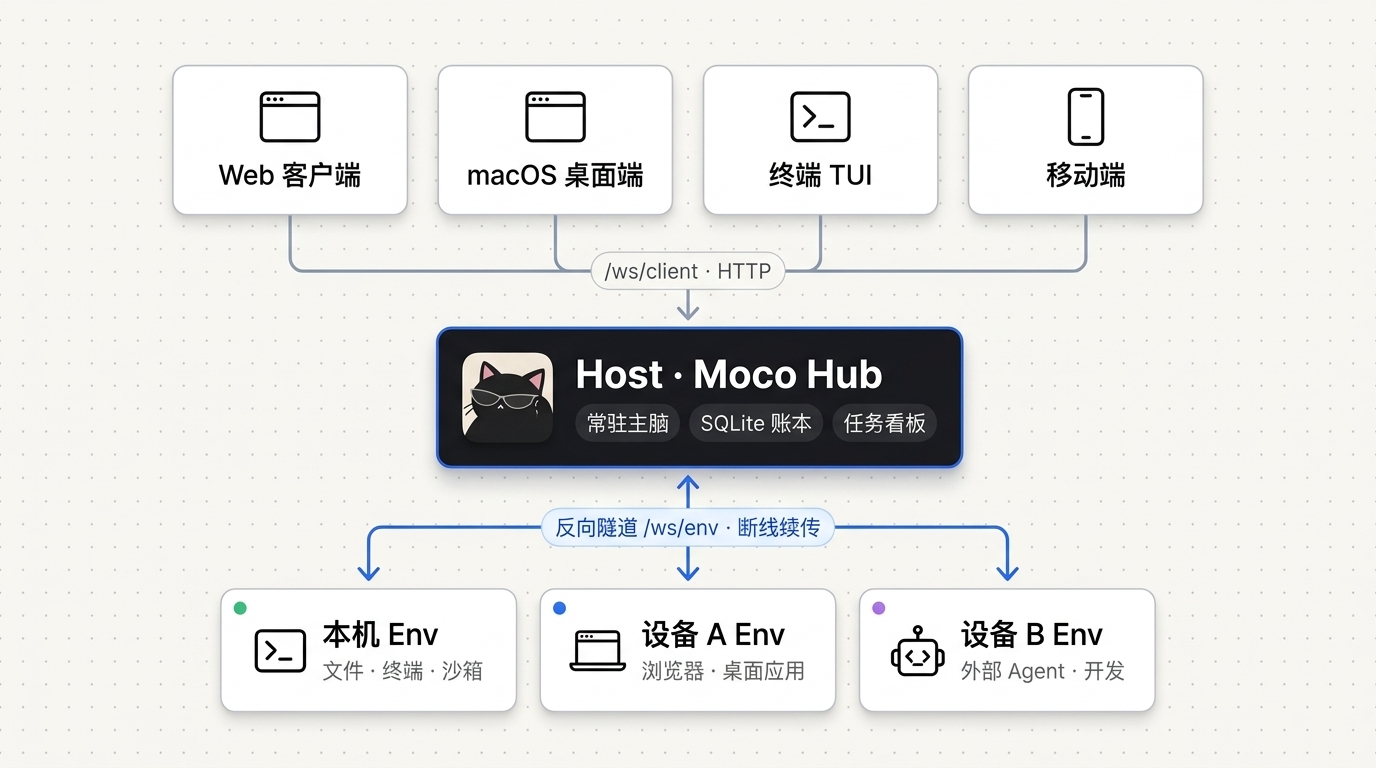 Web 客户端
macOS 桌面端
终端 TUI
移动端
/ws/client · HTTP
Host · Moco Hub
常驻主脑
SQLite 账本
任务看板
反向隧道 /ws/env · 断线续传
本机 Env
文件 · 终端 · 沙箱
设备 A Env
浏览器 · 桌面应用
设备 B Env
外部 Agent · 开发